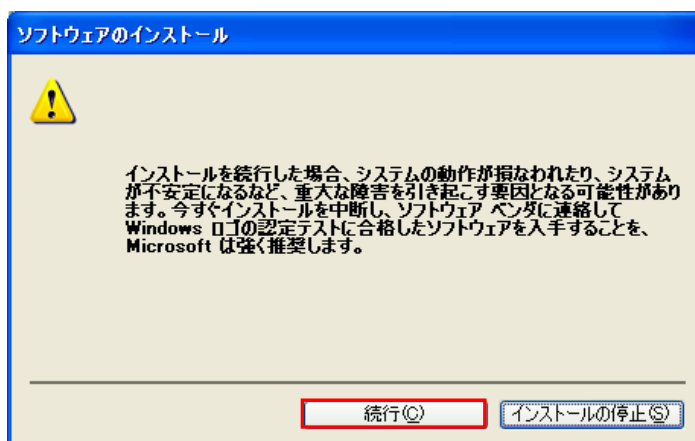 ソフトウェアのインストール
インストールを続行した場合、システムの動作が損なわれたり、システム
が不安定になるなど、重大な障害を引き起こす要因となる可能性があり
ます。今すぐインストールを中断し、ソフトウェア ベンダに連絡して
Windows ロゴの認定テストに合格したソフトウェアを入手することを、
Microsoft は強く推奨します。
続行(C)
インストールの停止(S)